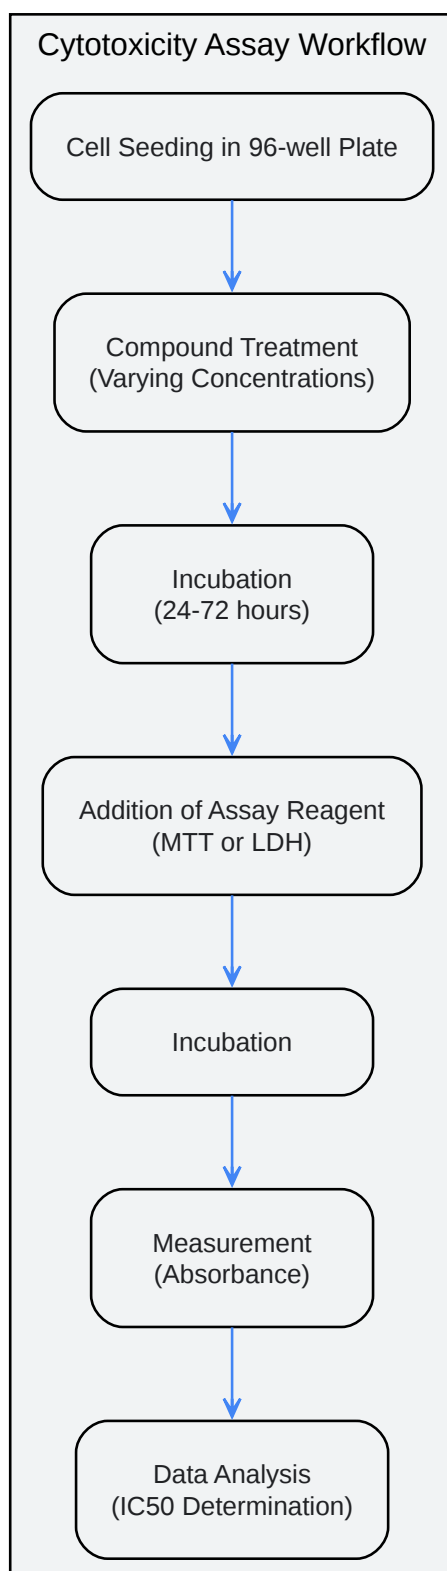 Cytotoxicity Assay Workflow
Cell Seeding in 96-well Plate
Compound Treatment
(Varying Concentrations)
Incubation
(24-72 hours)
Addition of Assay Reagent
(MTT or LDH)
Incubation
Measurement
(Absorbance)
Data Analysis
(IC50 Determination)